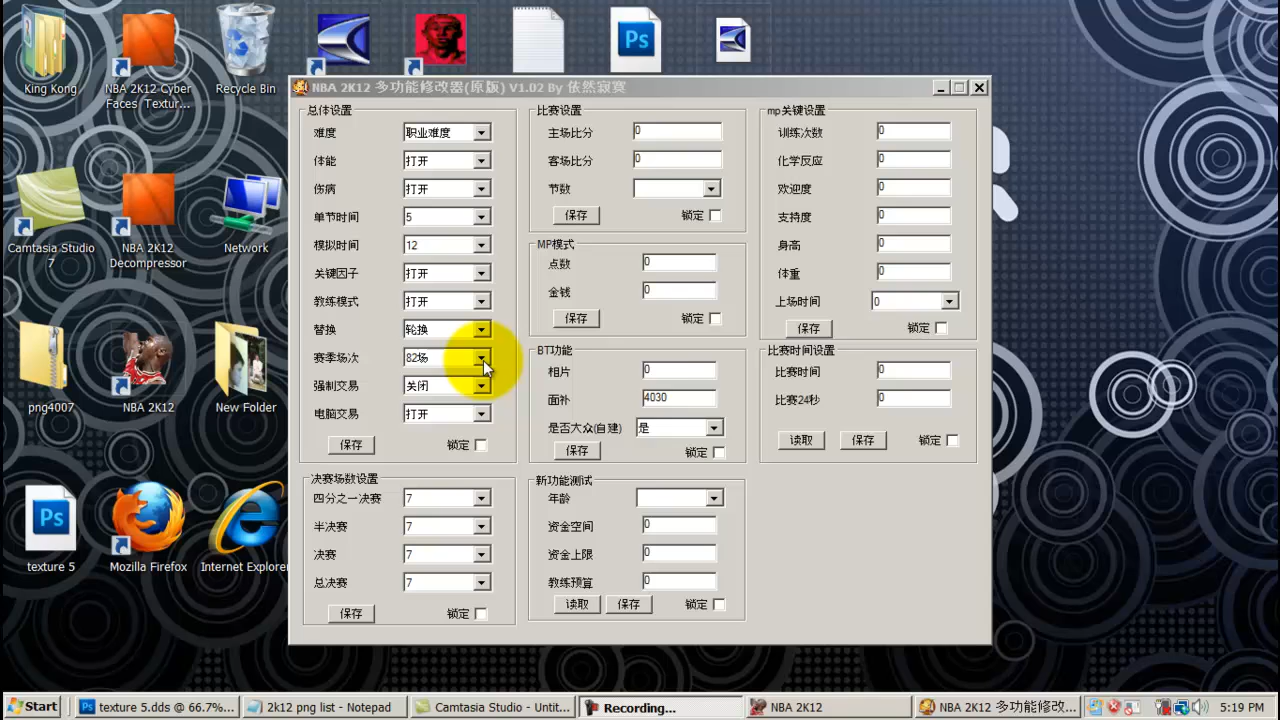 King Kong
NBA 2K12 Cyber
Faces Textur...
Recycle Bin
Ps
Camtasia Studio
7
NBA 2K12
Decompressor
Network
png4007
NBA 2K12
New Folder
Ps
texture 5
Mozilla Firefox
Internet Explorer
NBA 2K12 多功能修改器(原版) V1.02 By 依然寂寞
总体设置
难度
职业难度
体能
打开
伤病
打开
单节时间
5
模拟时间
12
关键因子
打开
教练模式
打开
替换
轮换
赛季场次
82场
强制交易
关闭
电脑交易
打开
保存
锁定
决赛场数设置
四分之一决赛
7
半决赛
7
决赛
7
总决赛
7
保存
锁定
比赛设置
主场比分
0
客场比分
0
节数
保存
锁定
MP模式
点数
0
金钱
0
保存
锁定
BT功能
相片
0
面补
4030
是否大众(自建)
是
保存
锁定
新功能测试
年龄
资金空间
0
资金上限
0
教练预算
0
读取
保存
锁定
mp关键设置
训练次数
0
化学反应
0
欢迎度
0
支持度
0
身高
0
体重
0
上场时间
0
保存
锁定
比赛时间设置
比赛时间
0
比赛24秒
0
读取
保存
锁定
Start
Ps
texture 5.dds @ 66.7%...
2k12 png list - Notepad
Camtasia Studio - Untit...
Recording...
NBA 2K12
NBA 2K12 多功能修改...
5:19 PM